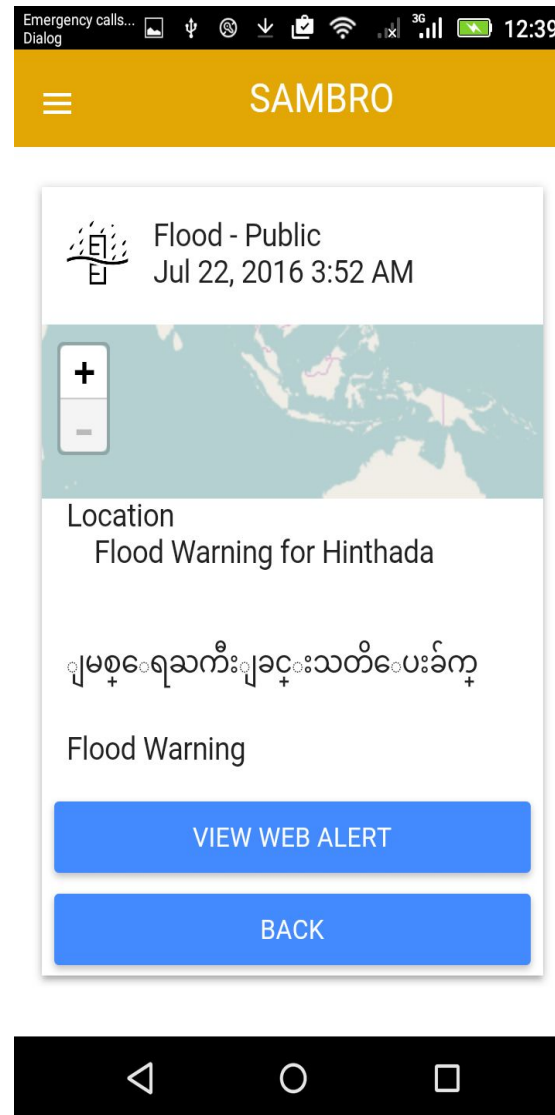 Emergency calls...
Dialog
3G
12:39
SAMBRO
Flood - Public
Jul 22, 2016 3:52 AM
+
-
Location
Flood Warning for Hinthada
ျမစ္ေရႀကီးျခင္းသတိေပးခ်က္
Flood Warning
VIEW WEB ALERT
BACK